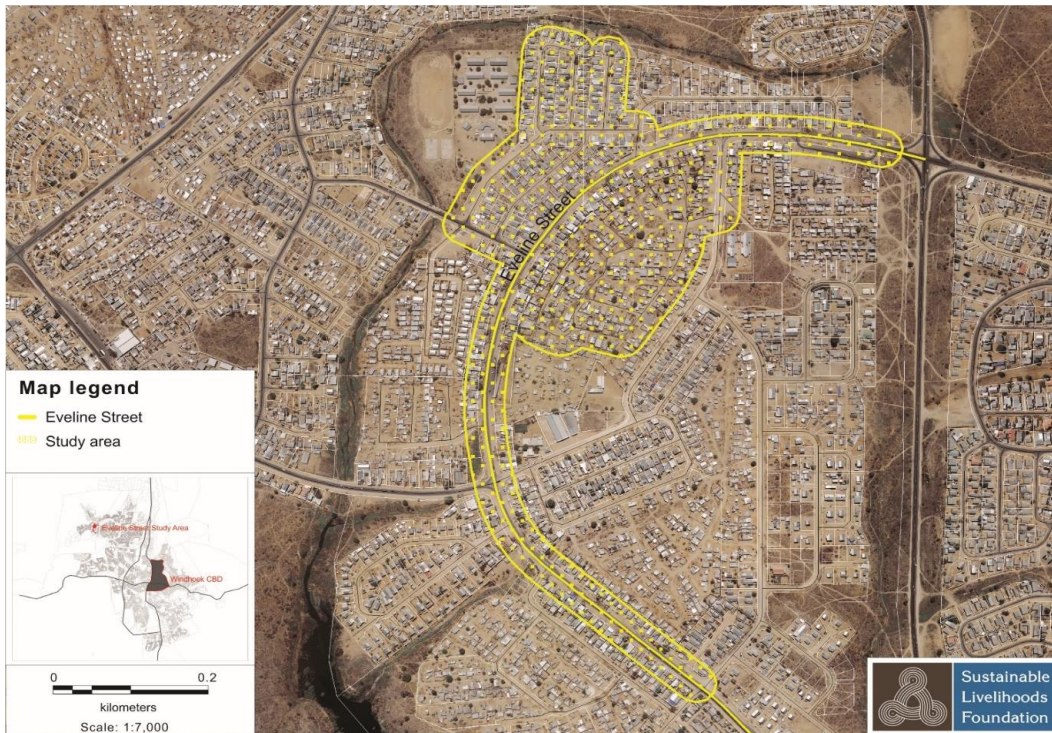 Eveline Street
Map legend
Eveline Street
Study area
Eveline Street Study Area
Windhoek CBD
0 0.2
kilometers
Scale: 1:7,000
Sustainable
Livelihoods
Foundation